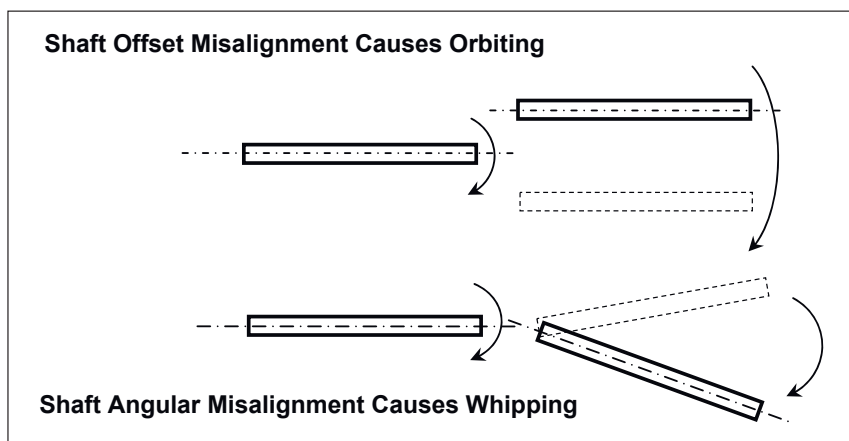 Shaft Offset Misalignment Causes Orbiting
Shaft Angular Misalignment Causes Whipping